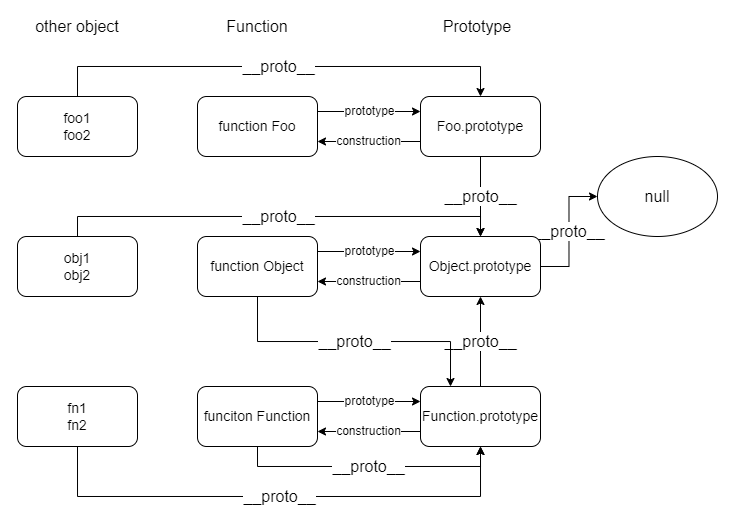 other object
Function
Prototype
__proto__
foo1
foo2
function Foo
prototype
construction
Foo.prototype
__proto__
null
__proto__
__proto__
obj1
obj2
function Object
prototype
construction
Object.prototype
__proto__
__proto__
fn1
fn2
funciton Function
prototype
construction
Function.prototype
__proto__
__proto__